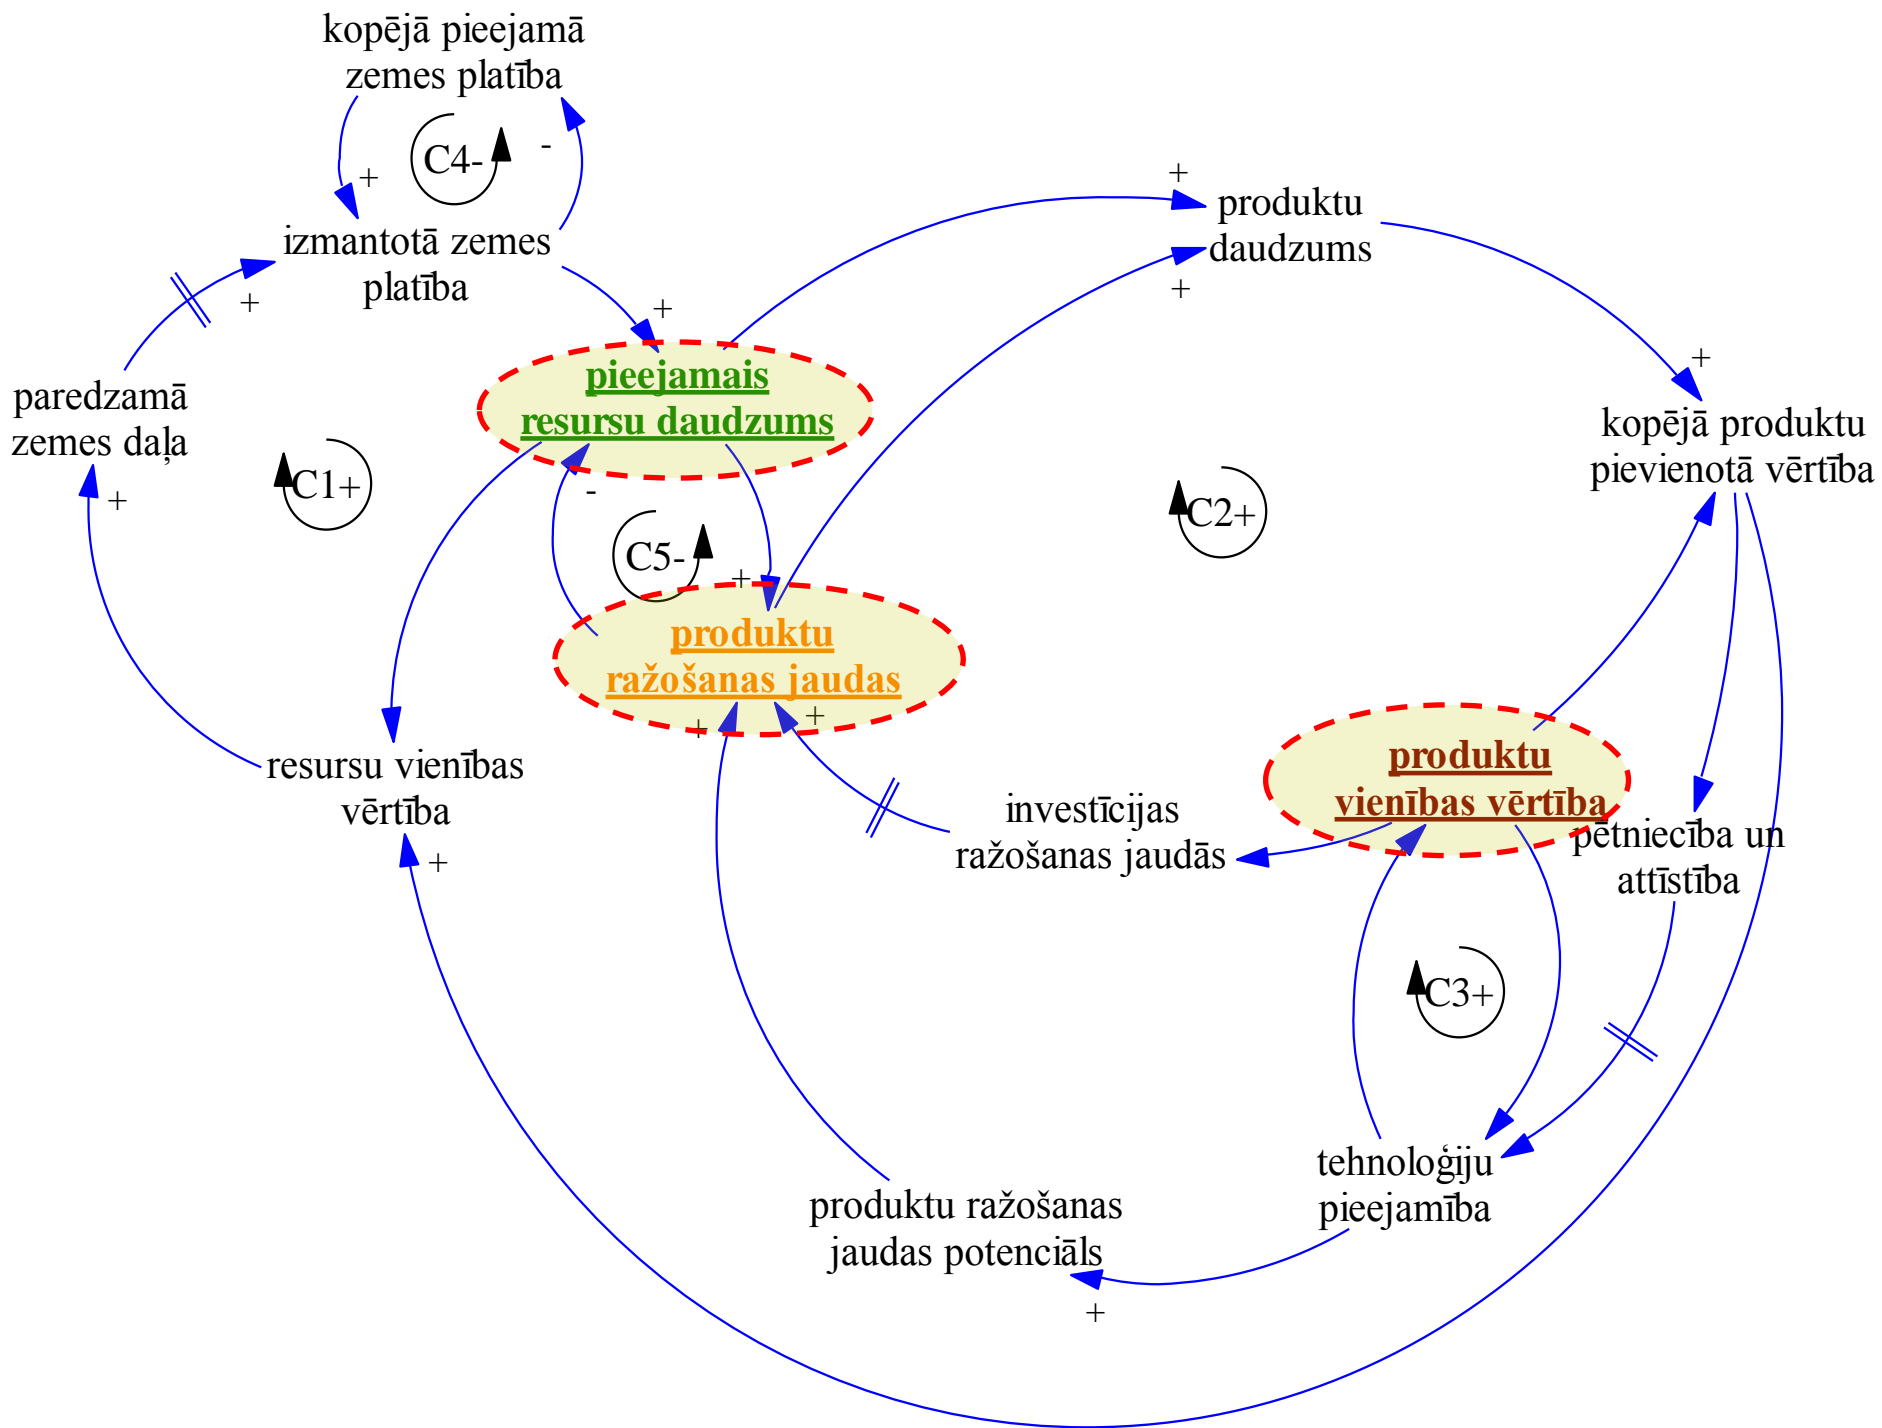 kopējā pieejamā
zemes platība
C4-
-
+
izmantotā zemes
platība
+
+
produktu
daudzums
+
+
+
kopējā produktu
pievienotā vērtība
paredzamā
zemes daļa
+
C1+
pieejamais
resursu daudzums
-
C5-
+
C2+
produktu
ražošanas jaudas
+
+
resursu vienības
vērtība
+
investīcijas
ražošanas jaudās
produktu
vienības vērtība
pētniecība un
attīstība
C3+
tehnoloģiju
pieejamība
produktu ražošanas
jaudas potenciāls
+